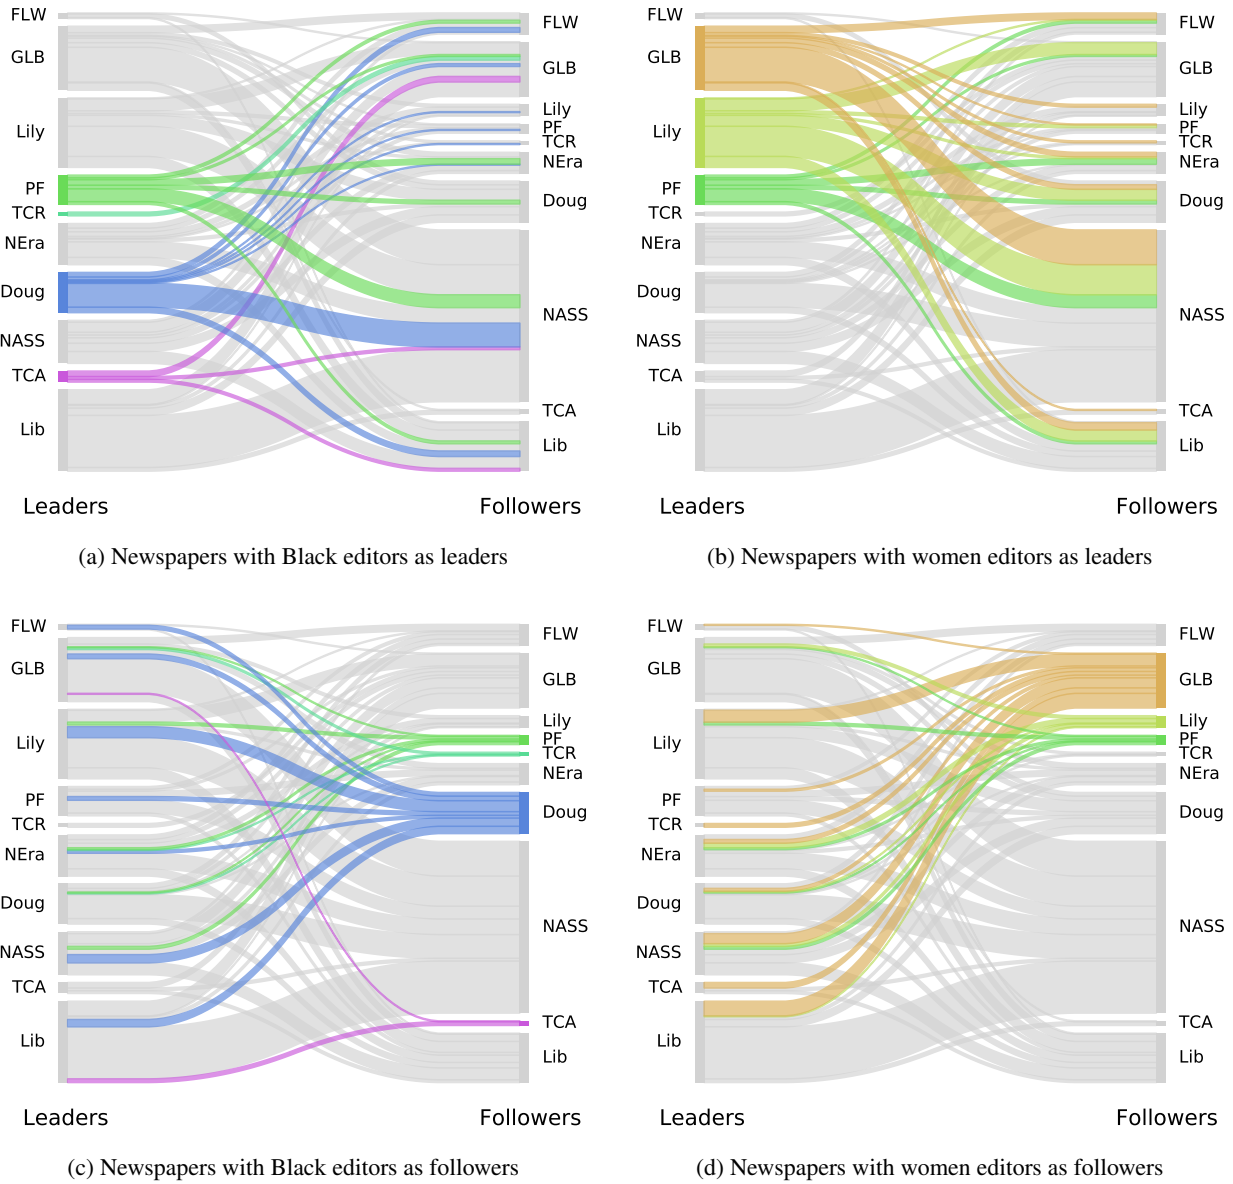 FLW
GLB
Lily
PF
TCR
NEra
Doug
NASS
TCA
Lib
FLW
GLB
Lily
PF
TCR
NEra
Doug
NASS
TCA
Lib
Leaders
Followers
(a) Newspapers with Black editors as leaders
FLW
GLB
Lily
PF
TCR
NEra
Doug
NASS
TCA
Lib
FLW
GLB
Lily
PF
TCR
NEra
Doug
NASS
TCA
Lib
Leaders
Followers
(b) Newspapers with women editors as leaders
FLW
GLB
Lily
PF
TCR
NEra
Doug
NASS
TCA
Lib
FLW
GLB
Lily
PF
TCR
NEra
Doug
NASS
TCA
Lib
Leaders
Followers
(c) Newspapers with Black editors as followers
FLW
GLB
Lily
PF
TCR
NEra
Doug
NASS
TCA
Lib
FLW
GLB
Lily
PF
TCR
NEra
Doug
NASS
TCA
Lib
Leaders
Followers
(d) Newspapers with women editors as followers